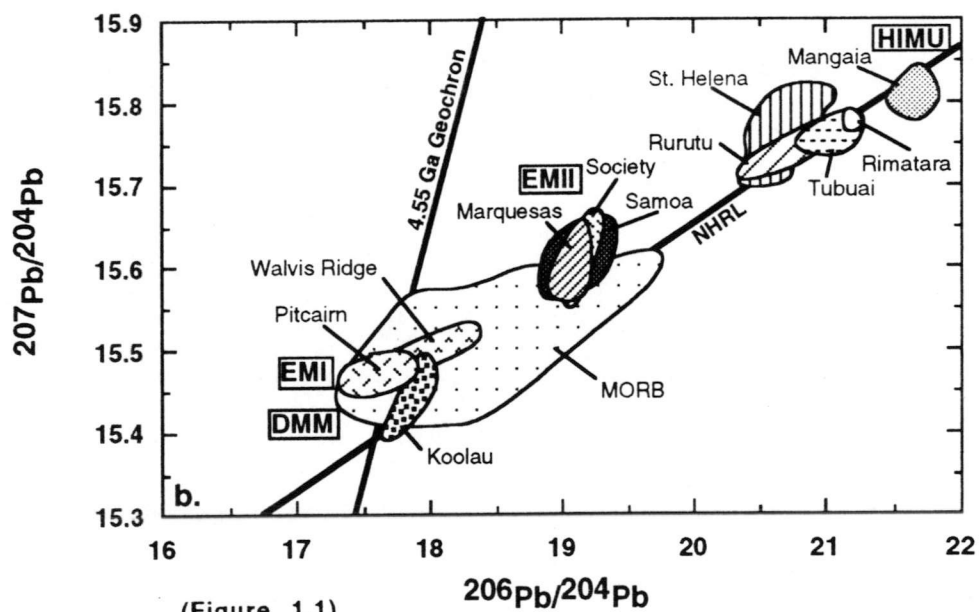 15.9
15.8
15.7
15.6
15.5
15.4
15.3
207Pb/204Pb
HIMU
Mangaia
St. Helena
4.55 Ga Geochron
Rurutu
Rimatara
Society
EMII
Tubuai
Marquesas
Samoa
NHRL
Walvis Ridge
Pitcairn
EMI
MORB
DMM
Koolau
b.
16 17 18 19 20 21 22
206Pb/204Pb
(Figure 1.1)